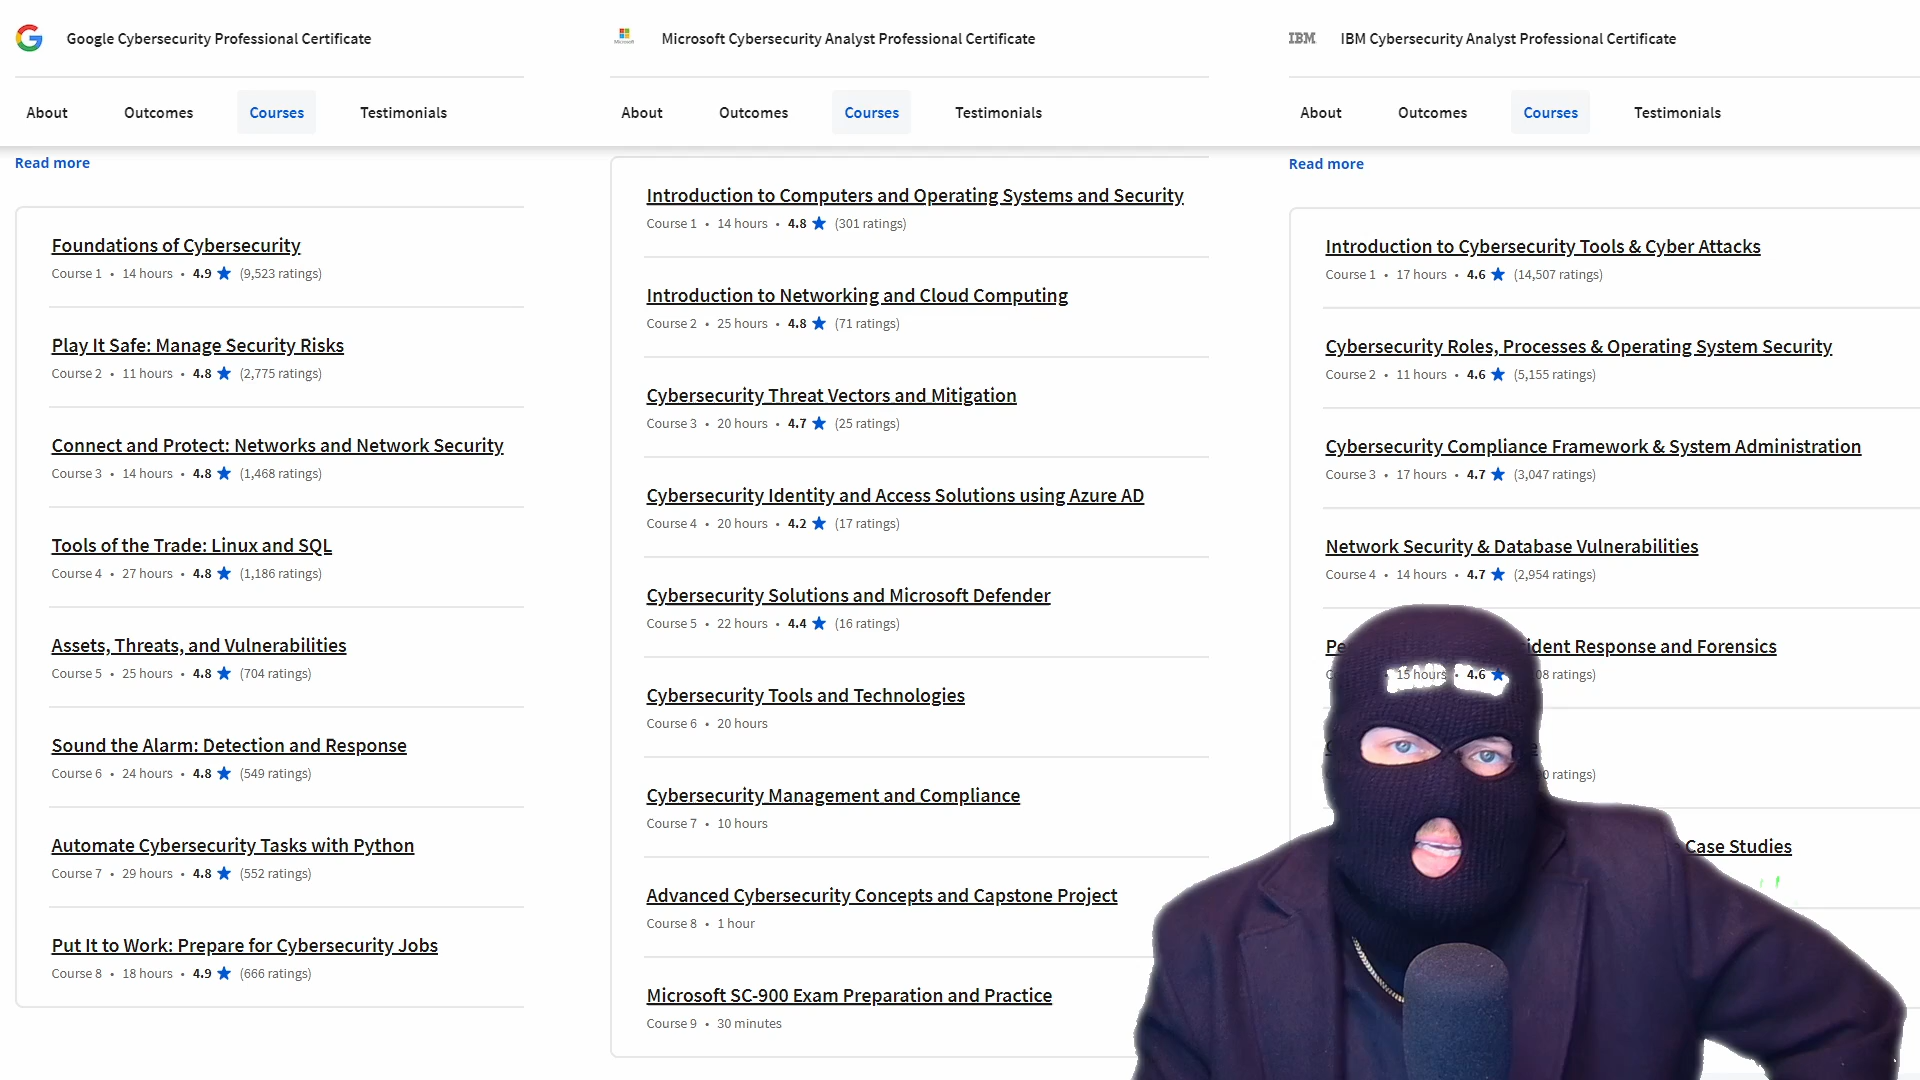 Google Cybersecurity Professional Certificate
About Outcomes Courses Testimonials
Read more
Foundations of Cybersecurity
Course 1 • 14 hours • 4.9 ★ (9,523 ratings)
Play It Safe: Manage Security Risks
Course 2 • 11 hours • 4.8 ★ (2,775 ratings)
Connect and Protect: Networks and Network Security
Course 3 • 14 hours • 4.8 ★ (1,468 ratings)
Tools of the Trade: Linux and SQL
Course 4 • 27 hours • 4.8 ★ (1,186 ratings)
Assets, Threats, and Vulnerabilities
Course 5 • 25 hours • 4.8 ★ (704 ratings)
Sound the Alarm: Detection and Response
Course 6 • 24 hours • 4.8 ★ (549 ratings)
Automate Cybersecurity Tasks with Python
Course 7 • 29 hours • 4.8 ★ (552 ratings)
Put It to Work: Prepare for Cybersecurity Jobs
Course 8 • 18 hours • 4.9 ★ (666 ratings)
Microsoft
Microsoft Cybersecurity Analyst Professional Certificate
About Outcomes Courses Testimonials
Introduction to Computers and Operating Systems and Security
Course 1 • 14 hours • 4.8 ★ (301 ratings)
Introduction to Networking and Cloud Computing
Course 2 • 25 hours • 4.8 ★ (71 ratings)
Cybersecurity Threat Vectors and Mitigation
Course 3 • 20 hours • 4.7 ★ (25 ratings)
Cybersecurity Identity and Access Solutions using Azure AD
Course 4 • 20 hours • 4.2 ★ (17 ratings)
Cybersecurity Solutions and Microsoft Defender
Course 5 • 22 hours • 4.4 ★ (16 ratings)
Cybersecurity Tools and Technologies
Course 6 • 20 hours
Cybersecurity Management and Compliance
Course 7 • 10 hours
Advanced Cybersecurity Concepts and Capstone Project
Course 8 • 1 hour
Microsoft SC-900 Exam Preparation and Practice
Course 9 • 30 minutes
IBM IBM Cybersecurity Analyst Professional Certificate
About Outcomes Courses Testimonials
Read more
Introduction to Cybersecurity Tools & Cyber Attacks
Course 1 • 17 hours • 4.6 ★ (14,507 ratings)
Cybersecurity Roles, Processes & Operating System Security
Course 2 • 11 hours • 4.6 ★ (5,155 ratings)
Cybersecurity Compliance Framework & System Administration
Course 3 • 17 hours • 4.7 ★ (3,047 ratings)
Network Security & Database Vulnerabilities
Course 4 • 14 hours • 4.7 ★ (2,954 ratings)
Response and Forensics
15 hours • 4.6 ★ ratings)
ratings)
Case Studies